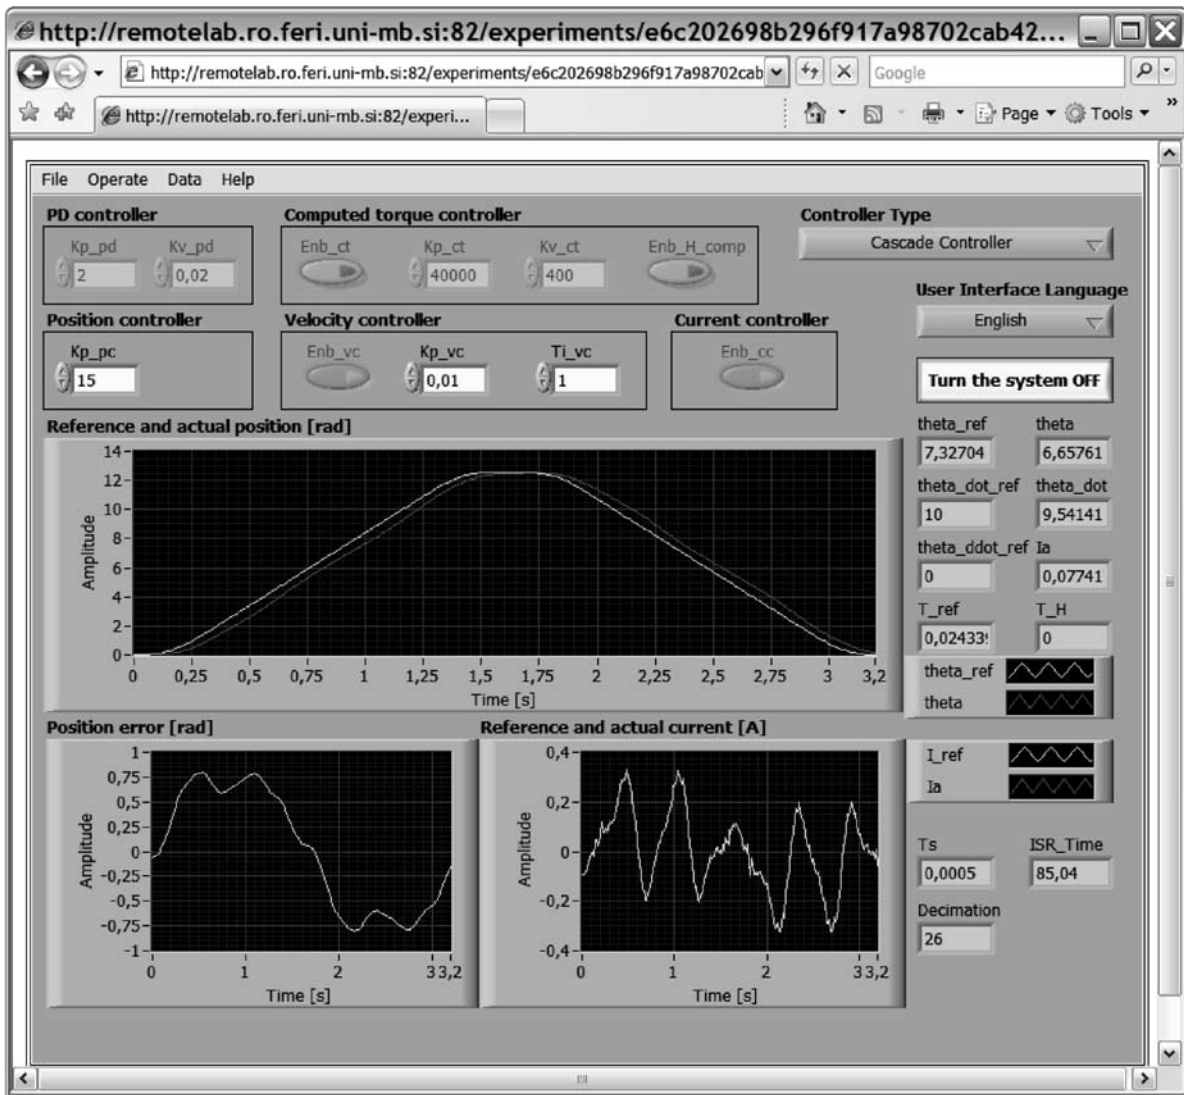 http://remotelab.ro.feri.uni-mb.si:82/experiments/e6c202698b296f917a98702cab42...
http://remotelab.ro.feri.uni-mb.si:82/experiments/e6c202698b296f917a98702cab
Google
http://remotelab.ro.feri.uni-mb.si:82/experi...
Page
Tools
»
File Operate Data Help
PD controller
Kp_pd Kv_pd
2 0,02
Computed torque controller
Enb_ct Kp_ct Kv_ct Enb_H_comp
40000 400
Controller Type
Cascade Controller
User Interface Language
English
Position controller
Kp_pc
15
Velocity controller
Enb_vc Kp_vc Ti_vc
0,01 1
Current controller
Enb_cc
Turn the system OFF
Reference and actual position [rad]
14
12
10
8
6
4
2
0
Amplitude
0 0,25 0,5 0,75 1 1,25 1,5 1,75 2 2,25 2,5 2,75 3 3,2
Time [s]
theta_ref theta
7,32704 6,65761
theta_dot_ref theta_dot
10 9,54141
theta_ddot_ref Ia
0 0,07741
T_ref T_H
0,02433 0
theta_ref
theta
Position error [rad]
1
0,75
0,5
0,25
0
-0,25
-0,5
-0,75
-1
Amplitude
0 1 2 3 3,2
Time [s]
Reference and actual current [A]
0,4
0,2
0
-0,2
-0,4
Amplitude
0 1 2 3 3,2
Time [s]
I_ref
Ia
Ts ISR_Time
0,0005 85,04
Decimation
26